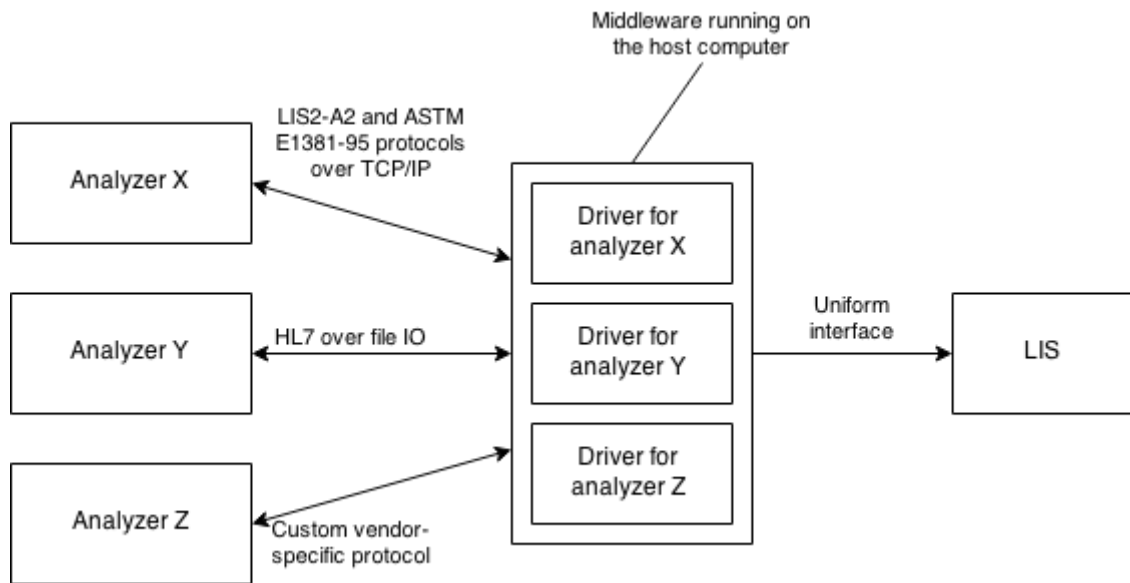 Middleware running on
the host computer
LIS2-A2 and ASTM
E1381-95 protocols
over TCP/IP
Analyzer X
Driver for
analyzer X
Analyzer Y
HL7 over file IO
Driver for
analyzer Y
Uniform
interface
LIS
Analyzer Z
Custom vendor-
specific protocol
Driver for
analyzer Z